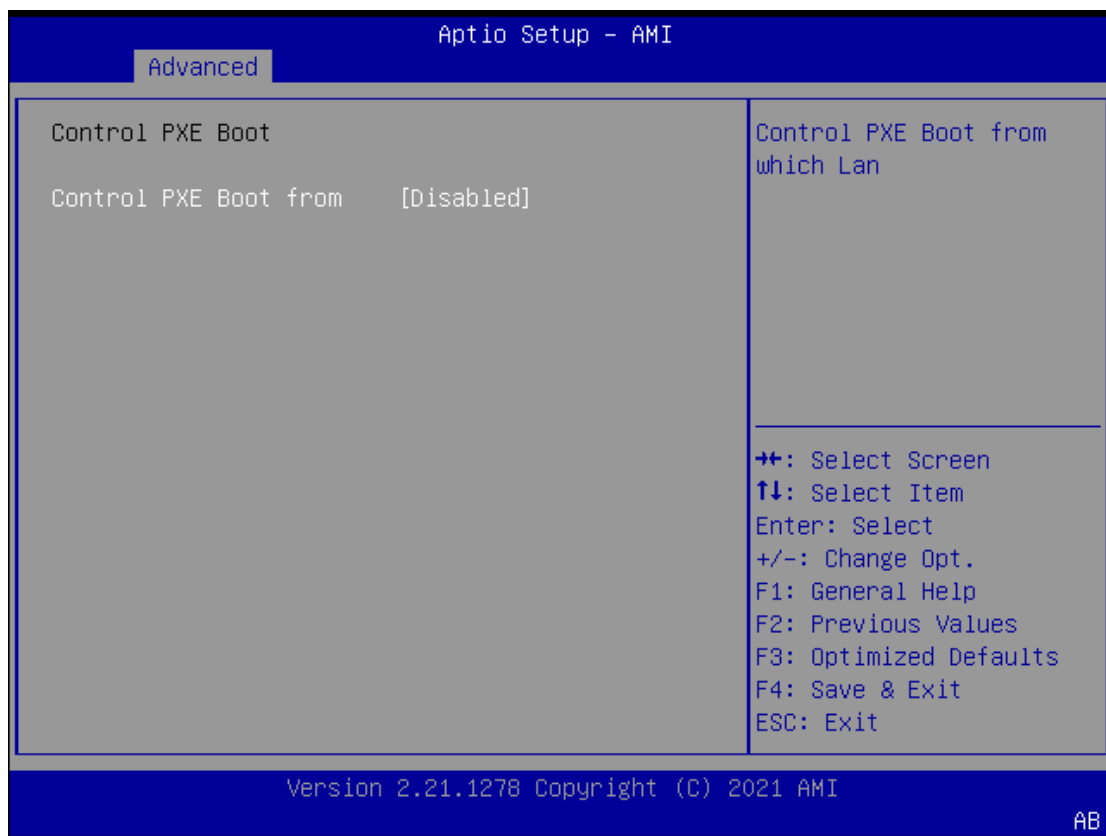 Aptio Setup – AMI
Advanced
Control PXE Boot
Control PXE Boot from [Disabled]
Control PXE Boot from
which Lan
→←: Select Screen
↑↓: Select Item
Enter: Select
+/-: Change Opt.
F1: General Help
F2: Previous Values
F3: Optimized Defaults
F4: Save & Exit
ESC: Exit
Version 2.21.1278 Copyright (C) 2021 AMI
AB